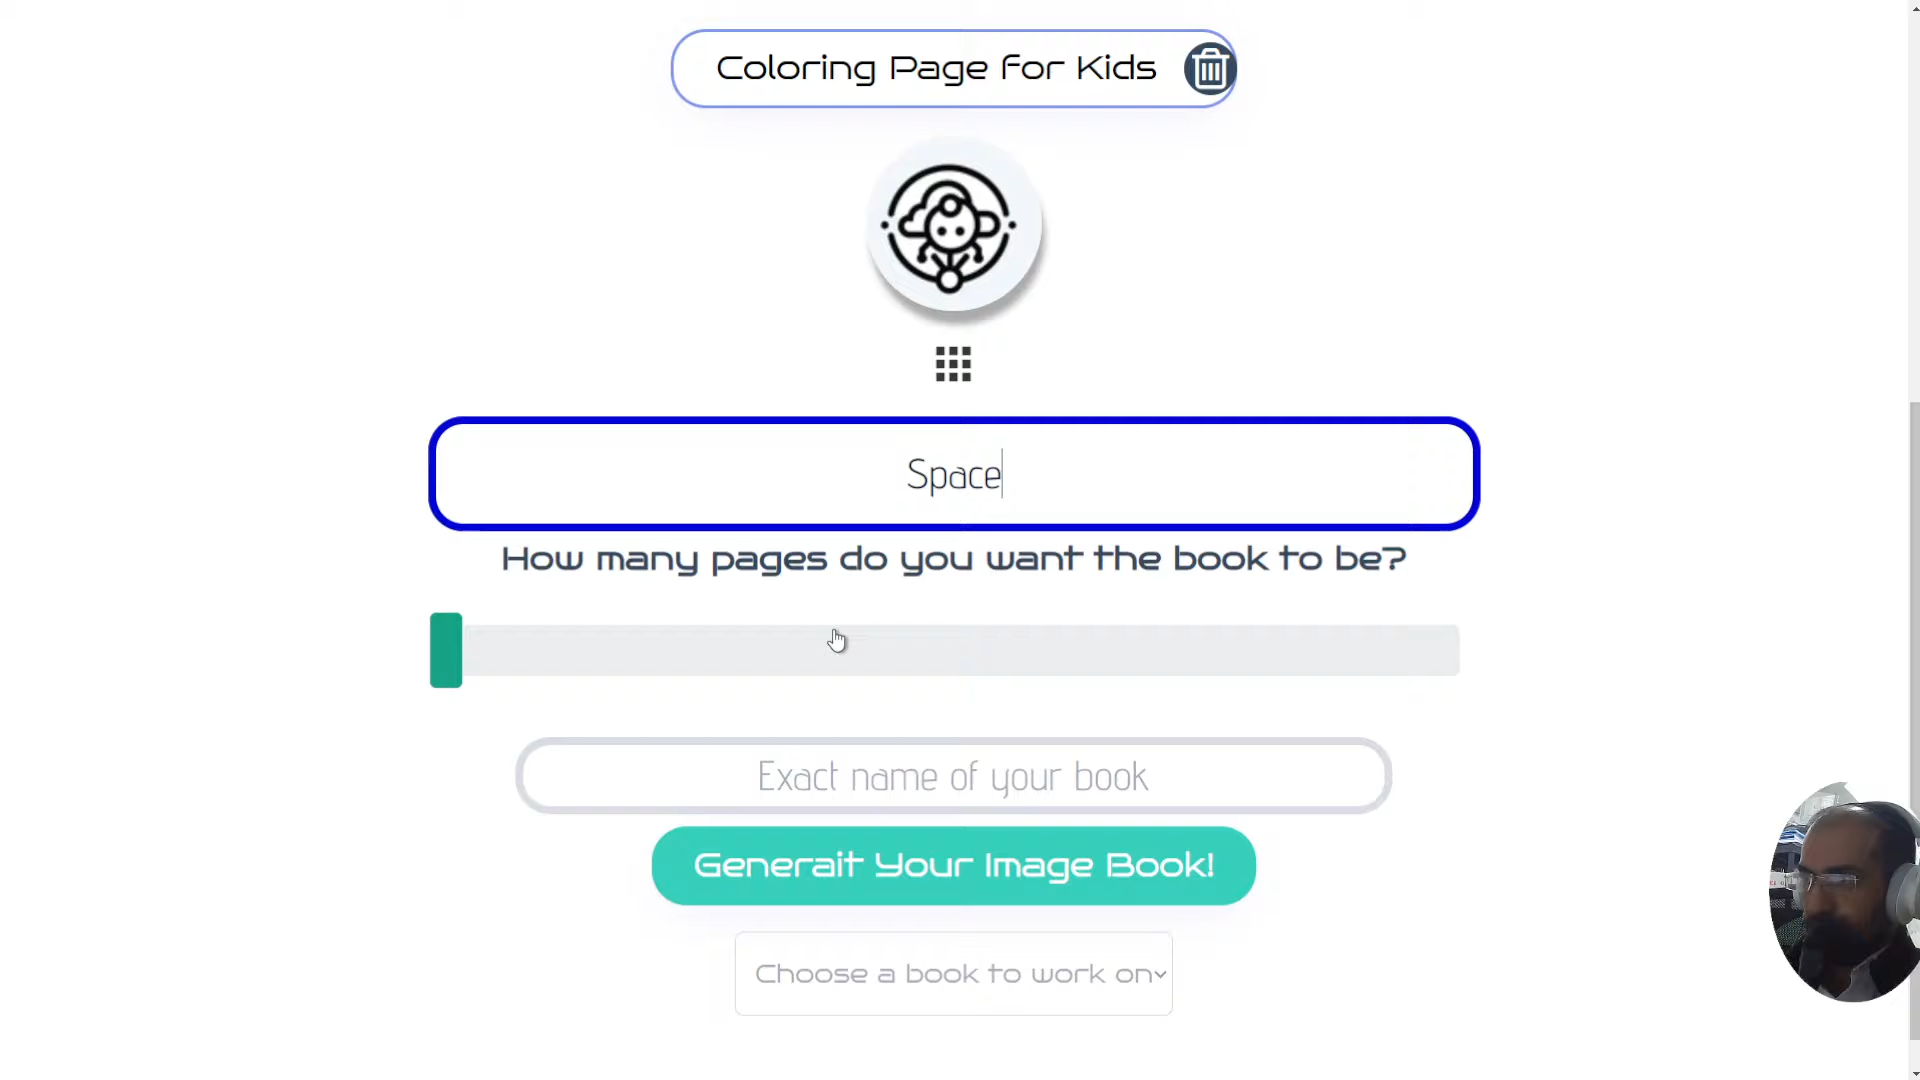 Coloring Page for Kids
Space
How many pages do you want the book to be?
Exact name of your book
Generait Your Image Book!
Choose a book to work on